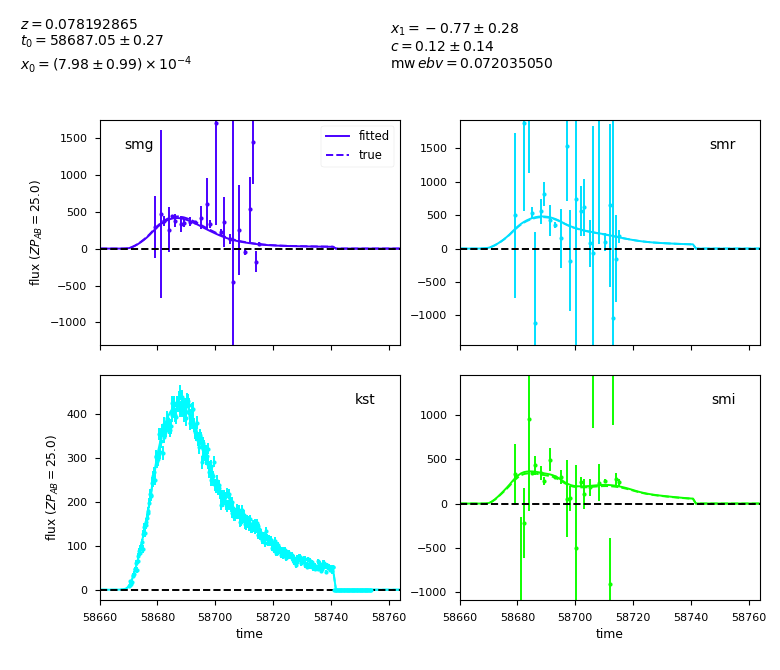 z = 0.078192865
t₀ = 58687.05 ± 0.27
x₀ = (7.98 ± 0.99) × 10⁻⁴
x₁ = −0.77 ± 0.28
c = 0.12 ± 0.14
mw ebv = 0.072035050
smg
fitted
true
1500
1000
500
0
−500
−1000
flux (ZP_AB = 25.0)
smr
1500
1000
500
0
−500
−1000
kst
400
300
200
100
0
flux (ZP_AB = 25.0)
58660 58680 58700 58720 58740 58760
time
smi
1000
500
0
−500
−1000
58660 58680 58700 58720 58740 58760
time